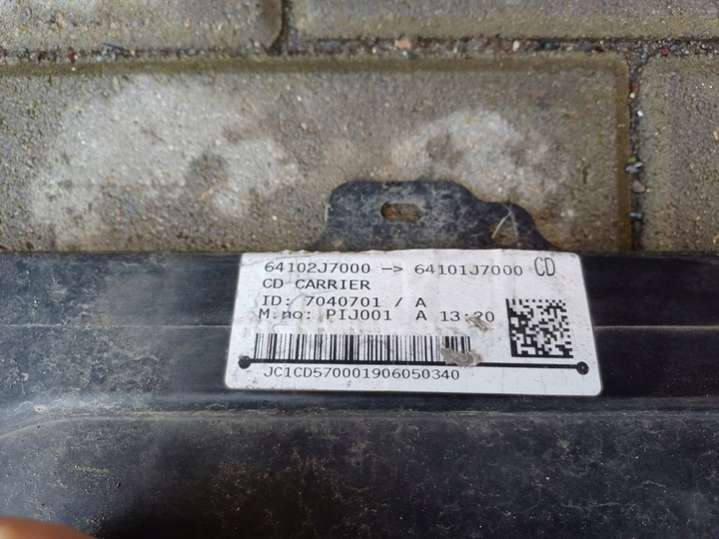 64102J7000 -> 64101J7000 CD
CD CARRIER
ID: 7040701 / A
M.no: PIJ001 A 13:20
JC1CD570001906050340